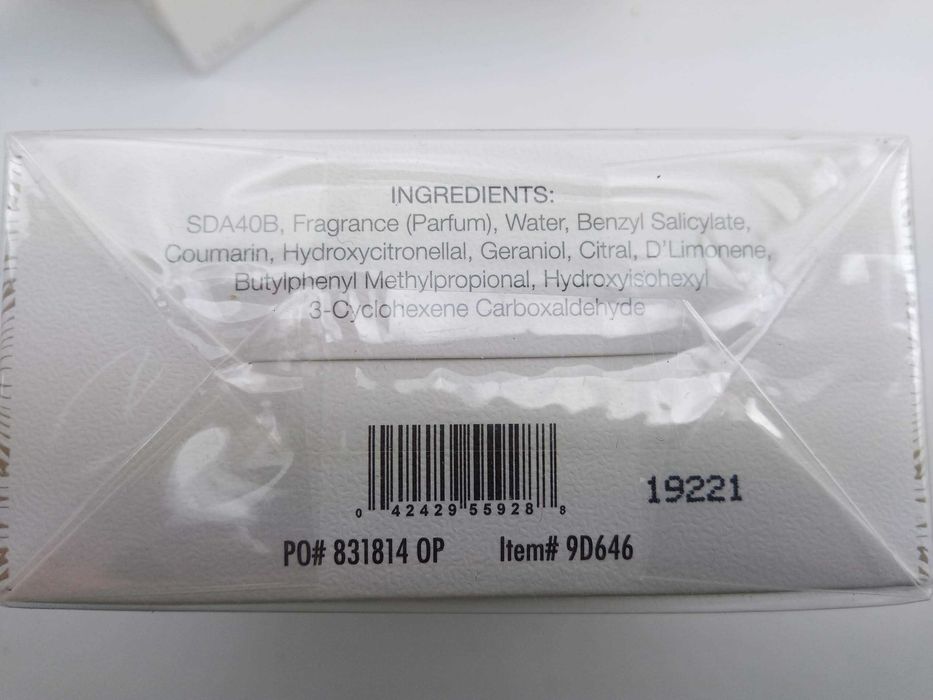 INGREDIENTS:
SDA40B, Fragrance (Parfum), Water, Benzyl Salicylate,
Coumarin, Hydroxycitronellal, Geraniol, Citral, D'Limonene,
Butylphenyl Methylpropional, Hydroxyisohexyl
3-Cyclohexene Carboxaldehyde
0 42429 55928 8
19221
PO# 831814 OP Item# 9D646